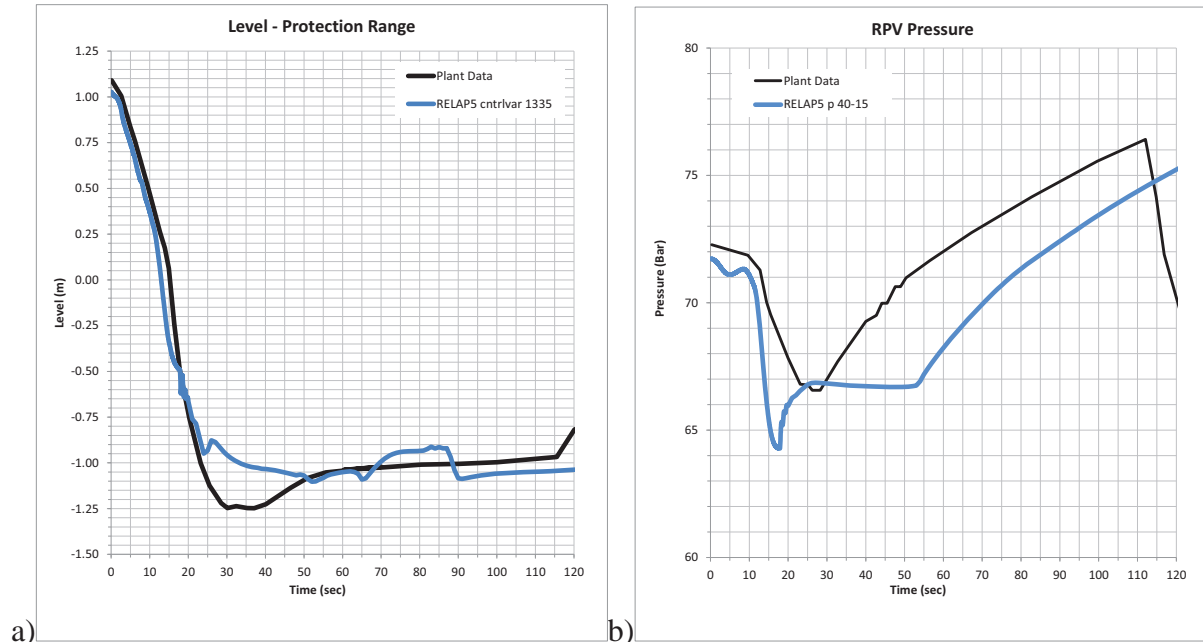 Level - Protection Range
1.25
1.00
0.75
0.50
0.25
0.00
-0.25
-0.50
-0.75
-1.00
-1.25
-1.50
Level (m)
Plant Data
RELAP5 cntrlvar 1335
0 10 20 30 40 50 60 70 80 90 100 110 120
Time (sec)
a)
RPV Pressure
80
75
70
65
60
Pressure (Bar)
Plant Data
RELAP5 p 40-15
0 10 20 30 40 50 60 70 80 90 100 110 120
Time (sec)
b)